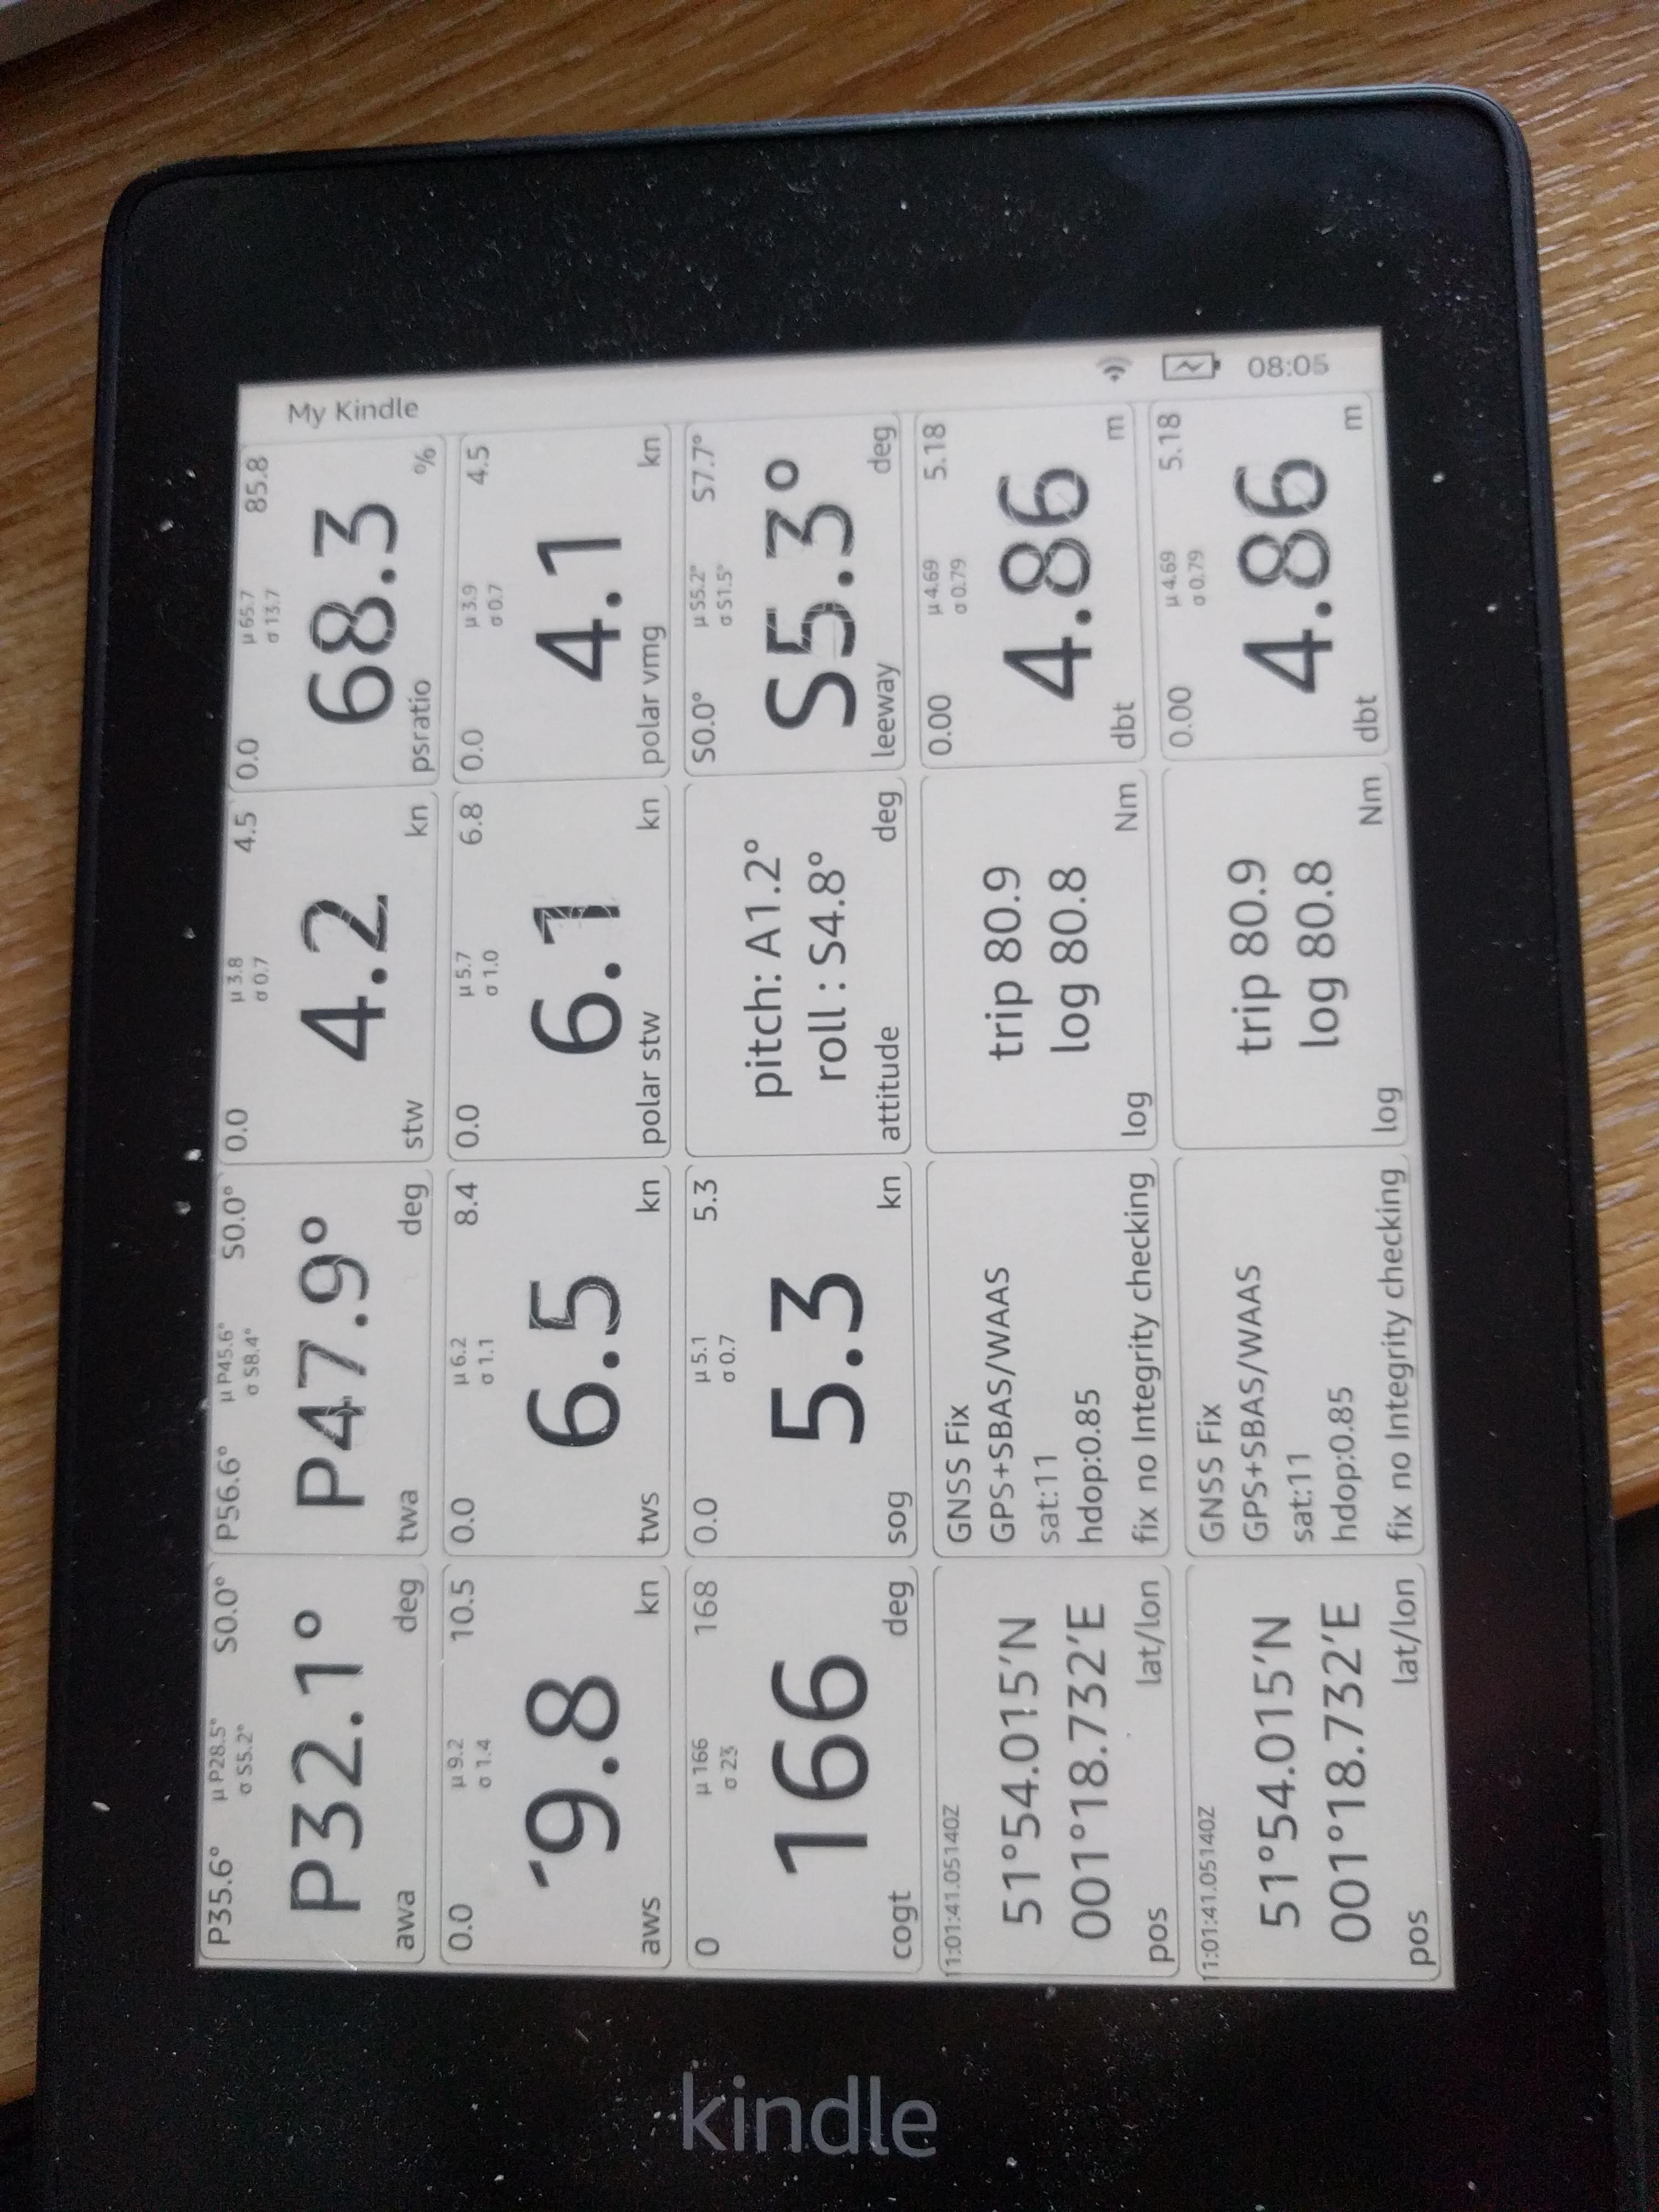 My Kindle
08:05
P35.6° µ P28.5° S0.0°
σ S5.2°
P32.1°
awa deg
P56.6° µ P45.6° S0.0°
σ S8.4°
P47.9°
twa deg
0.0 µ 3.8 4.5
σ 0.7
4.2
stw kn
0.0 µ 65.7 85.8
σ 13.7
68.3
psratio %
0.0 µ 9.2 10.5
σ 1.4
9.8
aws kn
0.0 µ 6.2 8.4
σ 1.1
6.5
tws kn
0.0 µ 5.7 6.8
σ 1.0
6.1
polar stw kn
0.0 µ 3.9 4.5
σ 0.7
4.1
polar vmg kn
0 µ 166 168
σ 23
166
cogt deg
0.0 µ 5.1 5.3
σ 0.7
5.3
sog kn
pitch: A1.2°
roll : S4.8°
attitude deg
S0.0° µ S5.2° S7.7°
σ S1.5°
S5.3°
leeway deg
11:01:41.05140Z
51°54.015′N
001°18.732′E
pos lat/lon
GNSS Fix
GPS+SBAS/WAAS
sat:11
hdop:0.85
fix no Integrity checking
trip 80.9
log 80.8
log Nm
0.00 µ 4.69 5.18
σ 0.79
4.86
dbt m
11:01:41.05140Z
51°54.015′N
001°18.732′E
pos lat/lon
GNSS Fix
GPS+SBAS/WAAS
sat:11
hdop:0.85
fix no Integrity checking
trip 80.9
log 80.8
log Nm
0.00 µ 4.69 5.18
σ 0.79
4.86
dbt m
kindle